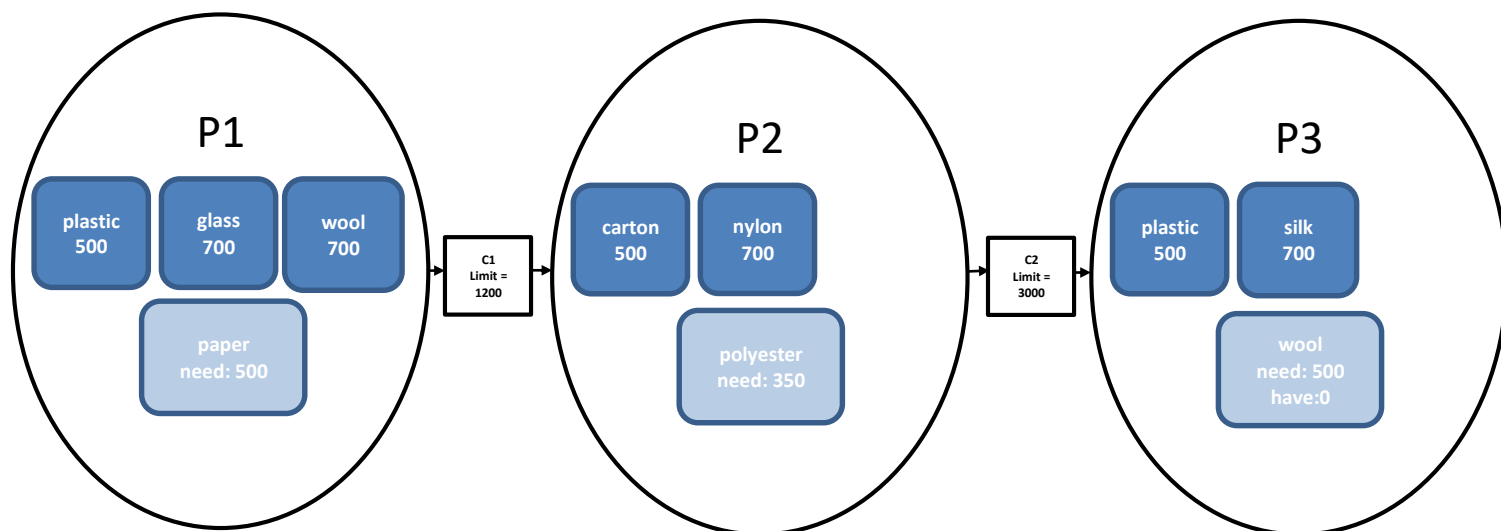 P1
plastic
500
glass
700
wool
700
paper
need: 500
C1
Limit =
1200
P2
carton
500
nylon
700
polyester
need: 350
C2
Limit =
3000
P3
plastic
500
silk
700
wool
need: 500
have:0